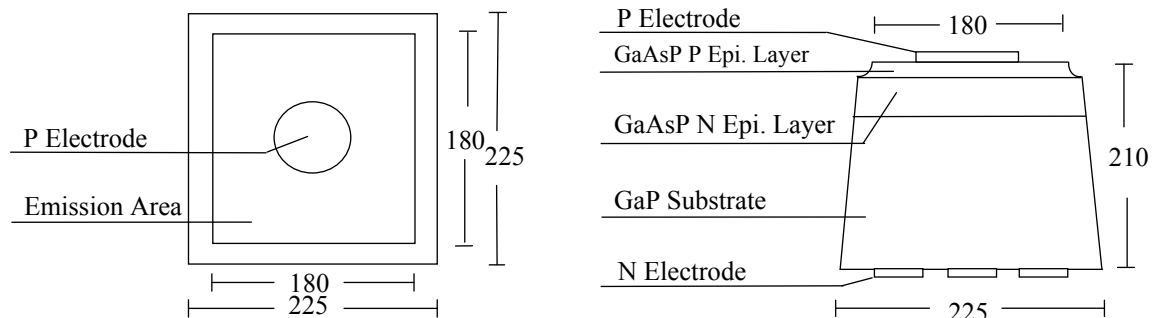 P Electrode
Emission Area
180
225
180
225
P Electrode
180
GaAsP P Epi. Layer
GaAsP N Epi. Layer
210
GaP Substrate
N Electrode
225